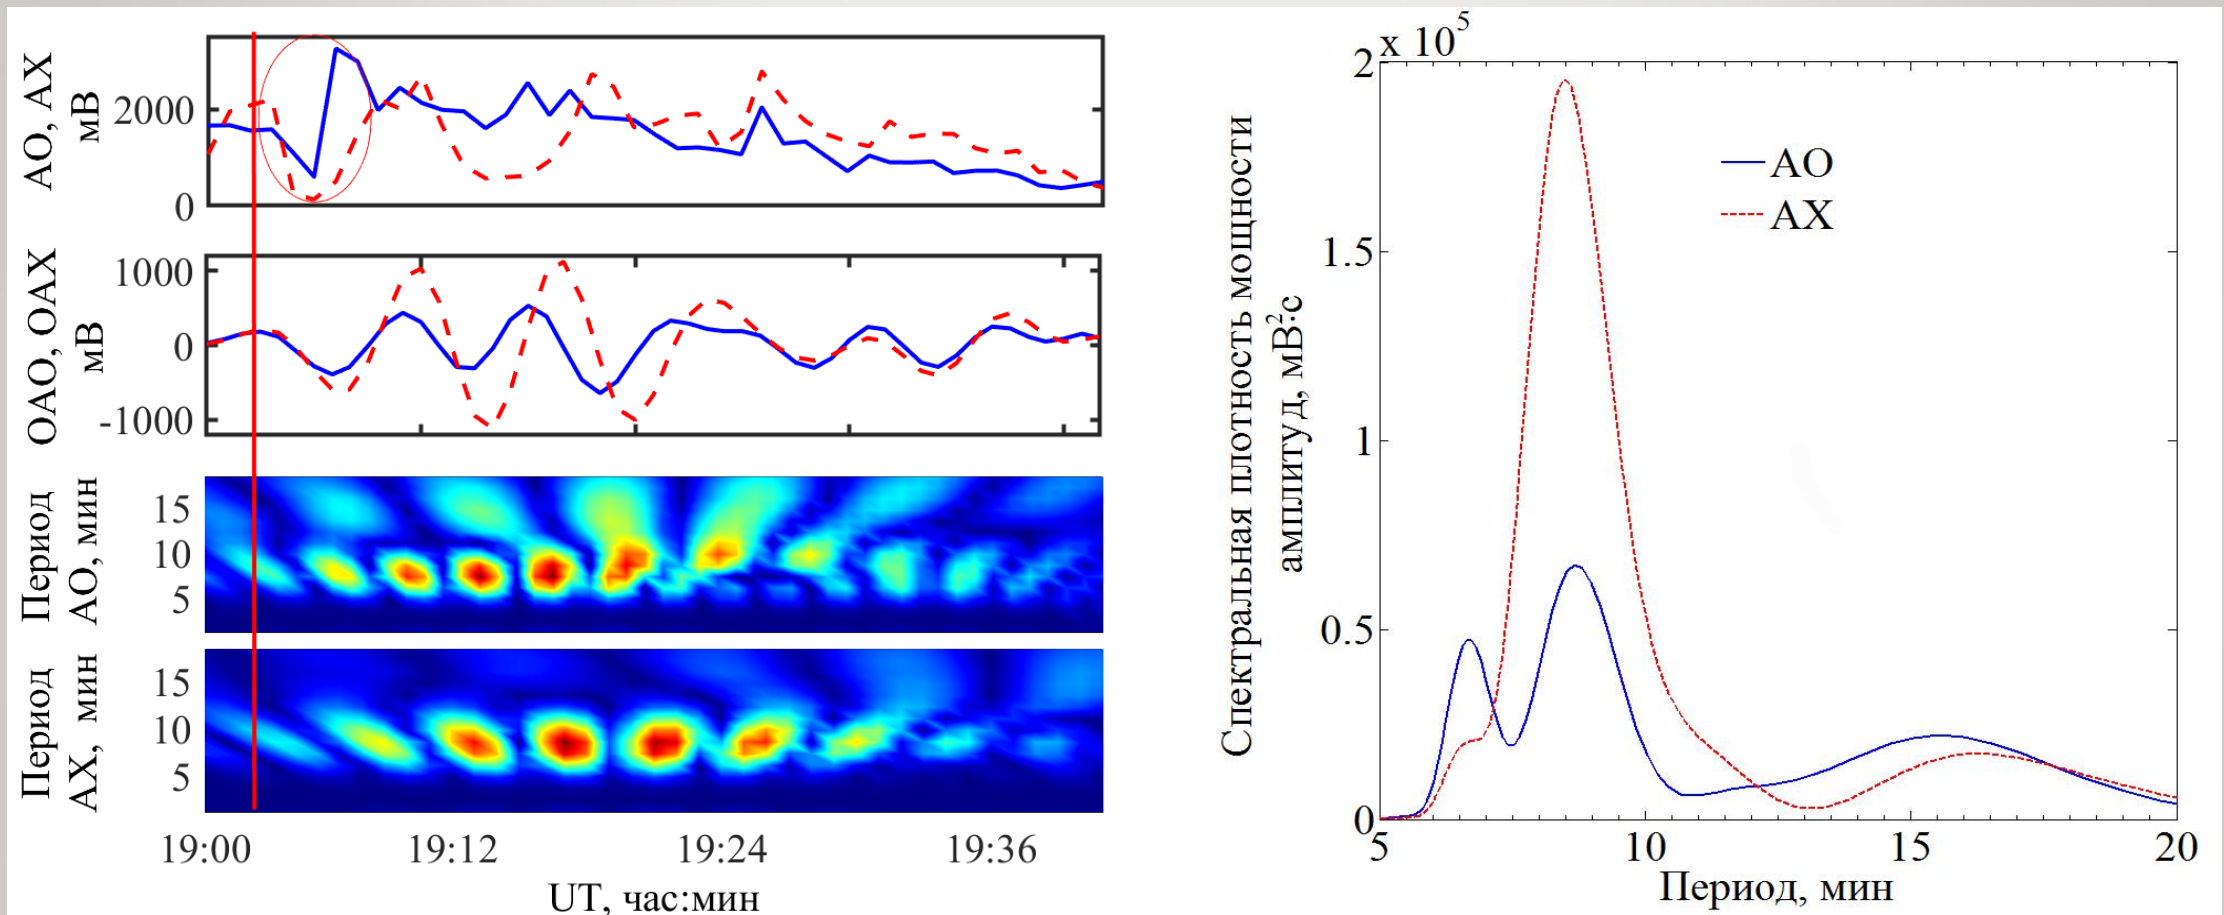 АО, АХ
мВ
2000
0
ОАО, ОАХ
мВ
1000
0
-1000
Период
АО, мин
15
10
5
Период
АХ, мин
15
10
5
19:00 19:12 19:24 19:36
UT, час:мин
Спектральная плотность мощности
амплитуд, мВ²·с
x 10⁵
2
1.5
1
0.5
0
АО
АХ
5 10 15 20
Период, мин